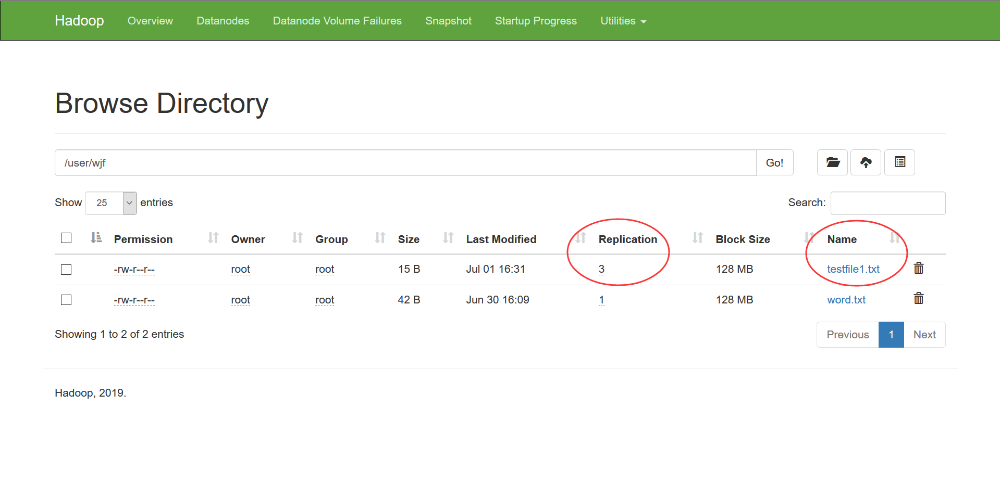 Hadoop Overview Datanodes Datanode Volume Failures Snapshot Startup Progress Utilities
Browse Directory
/user/wjf Go!
Show 25 entries Search:
Permission Owner Group Size Last Modified Replication Block Size Name
-rw-r--r-- root root 15 B Jul 01 16:31 3 128 MB testfile1.txt
-rw-r--r-- root root 42 B Jun 30 16:09 1 128 MB word.txt
Showing 1 to 2 of 2 entries Previous 1 Next
Hadoop, 2019.